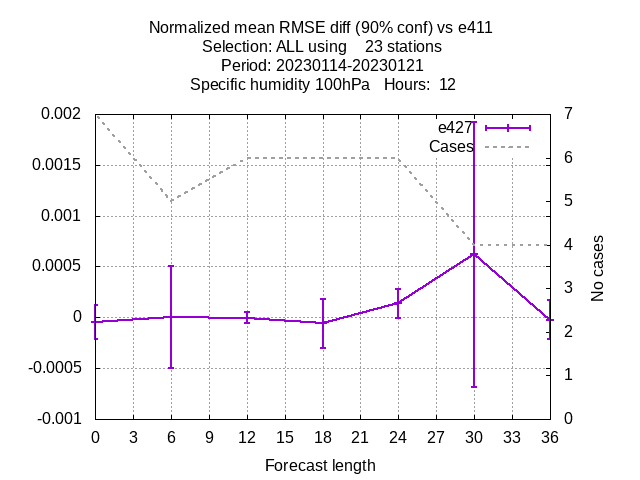 Normalized mean RMSE diff (90% conf) vs e411
Selection: ALL using    23 stations
Period: 20230114-20230121
Specific humidity 100hPa   Hours:  12
e427
Cases
0.002
0.0015
0.001
0.0005
0
-0.0005
-0.001
7
6
5
4
3
2
1
0
No cases
0 3 6 9 12 15 18 21 24 27 30 33 36
Forecast length